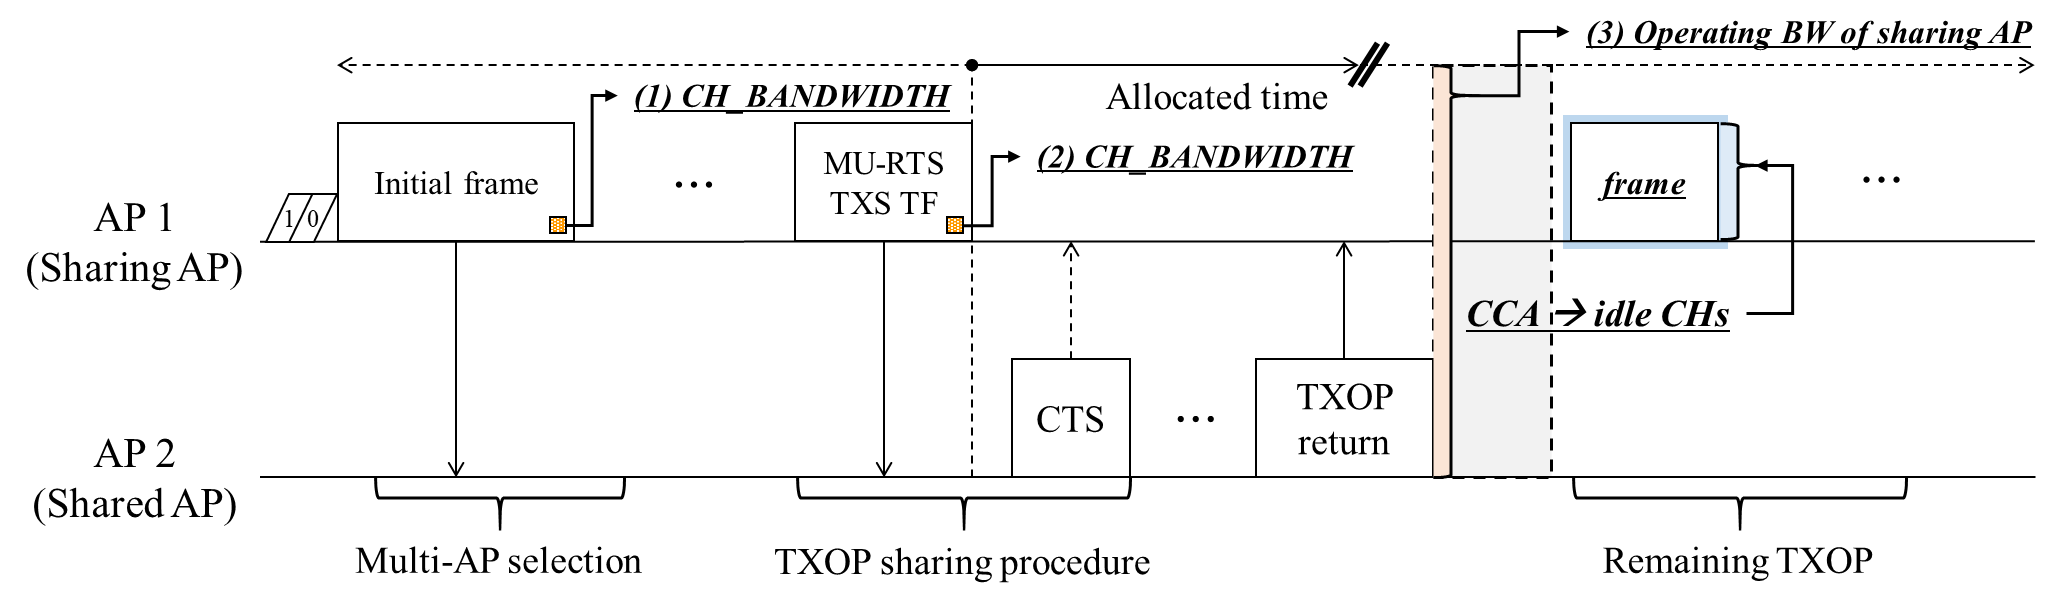 (3) Operating BW of sharing AP
(1) CH_BANDWIDTH
Allocated time
Initial frame
...
MU-RTS
TXS TF
(2) CH_BANDWIDTH
frame
...
1 0
AP 1
(Sharing AP)
CCA → idle CHs
CTS
...
TXOP
return
AP 2
(Shared AP)
Multi-AP selection
TXOP sharing procedure
Remaining TXOP